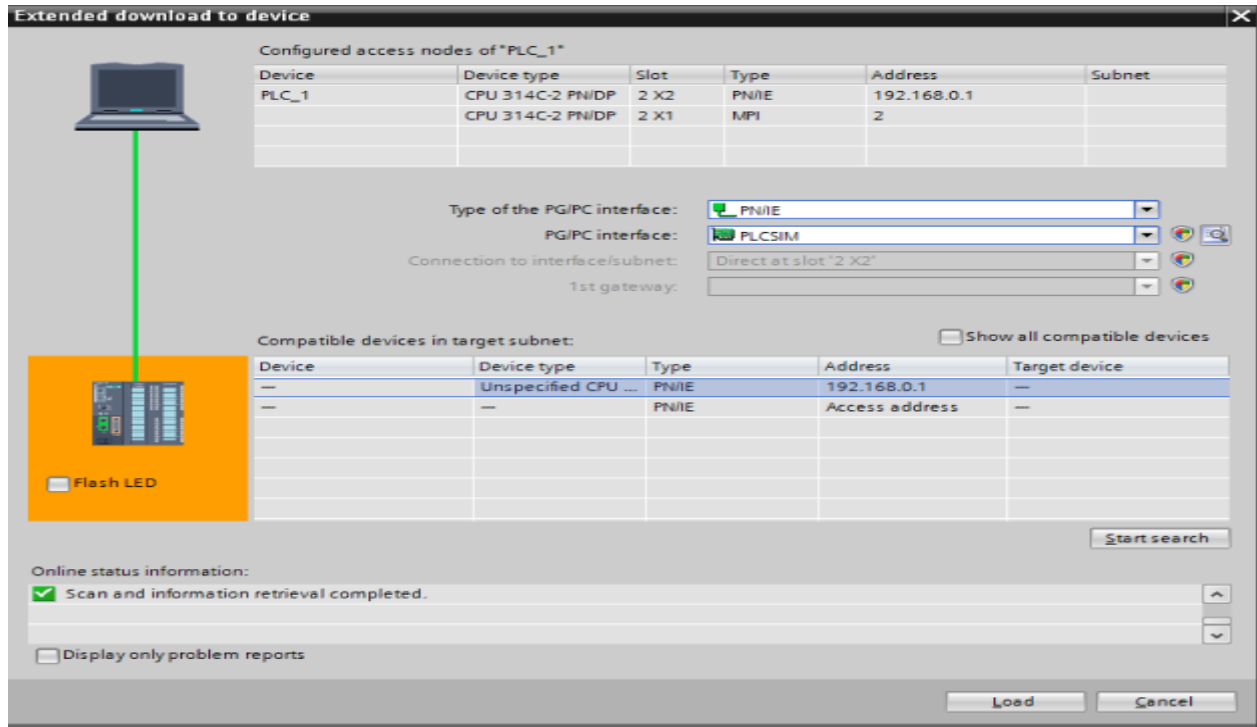 Extended download to device
Configured access nodes of "PLC_1"
Device Device type Slot Type Address Subnet
PLC_1 CPU 314C-2 PN/DP 2 X2 PN/IE 192.168.0.1
CPU 314C-2 PN/DP 2 X1 MPI 2
Type of the PG/PC interface: PN/IE
PG/PC interface: PLCSIM
Connection to interface/subnet: Direct at slot '2 X2'
1st gateway:
Compatible devices in target subnet: Show all compatible devices
Device Device type Type Address Target device
— Unspecified CPU ... PN/IE 192.168.0.1 —
— — PN/IE Access address —
Flash LED
Start search
Online status information:
Scan and information retrieval completed.
Display only problem reports
Load Cancel